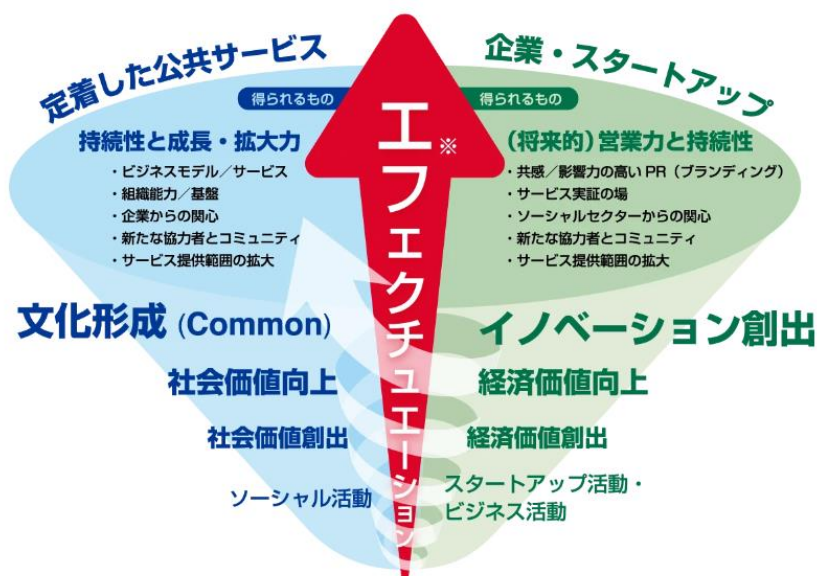 定着した公共サービス
得られるもの
持続性と成長・拡大力
・ビジネスモデル／サービス
・組織能力／基盤
・企業からの関心
・新たな協力者とコミュニティ
・サービス提供範囲の拡大
文化形成 (Common)
社会価値向上
社会価値創出
ソーシャル活動
エフェクチュエーション
※
企業・スタートアップ
得られるもの
（将来的）営業力と持続性
・共感／影響力の高い PR（ブランディング）
・サービス実証の場
・ソーシャルセクターからの関心
・新たな協力者とコミュニティ
・サービス提供範囲の拡大
イノベーション創出
経済価値向上
経済価値創出
スタートアップ活動・
ビジネス活動